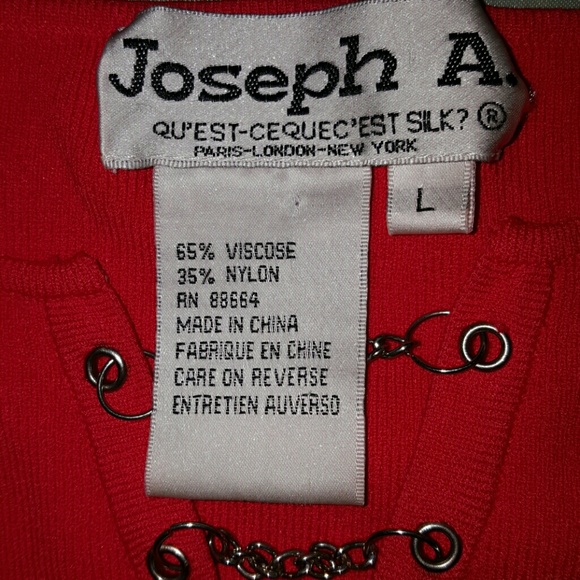 Joseph A.
QU'EST-CEQUEC'EST SILK? ®
PARIS-LONDON-NEW YORK
L
65% VISCOSE
35% NYLON
RN 88664
MADE IN CHINA
FABRIQUE EN CHINE
CARE ON REVERSE
ENTRETIEN AUVERSO